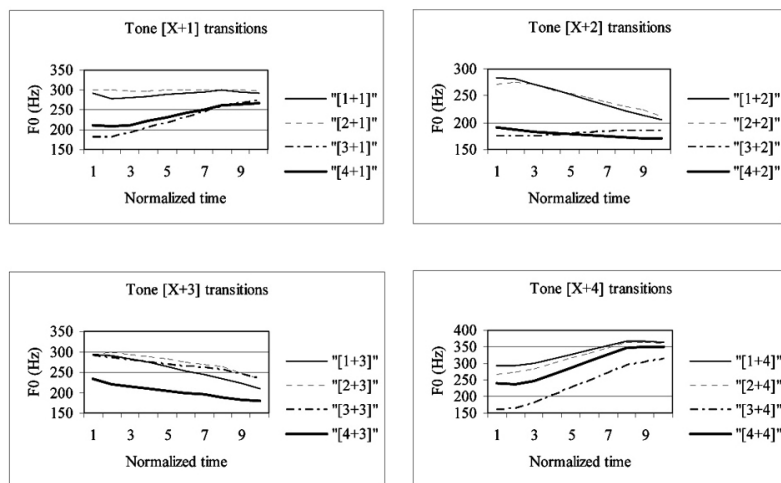 Tone [X+1] transitions
F0 (Hz)
350
300
250
200
150
1 3 5 7 9
Normalized time
"[1+1]"
"[2+1]"
"[3+1]"
"[4+1]"
Tone [X+2] transitions
F0 (Hz)
300
250
200
150
1 3 5 7 9
Normalized time
"[1+2]"
"[2+2]"
"[3+2]"
"[4+2]"
Tone [X+3] transitions
F0 (Hz)
350
300
250
200
150
1 3 5 7 9
Normalized time
"[1+3]"
"[2+3]"
"[3+3]"
"[4+3]"
Tone [X+4] transitions
F0 (Hz)
400
350
300
250
200
150
1 3 5 7 9
Normalized time
"[1+4]"
"[2+4]"
"[3+4]"
"[4+4]"